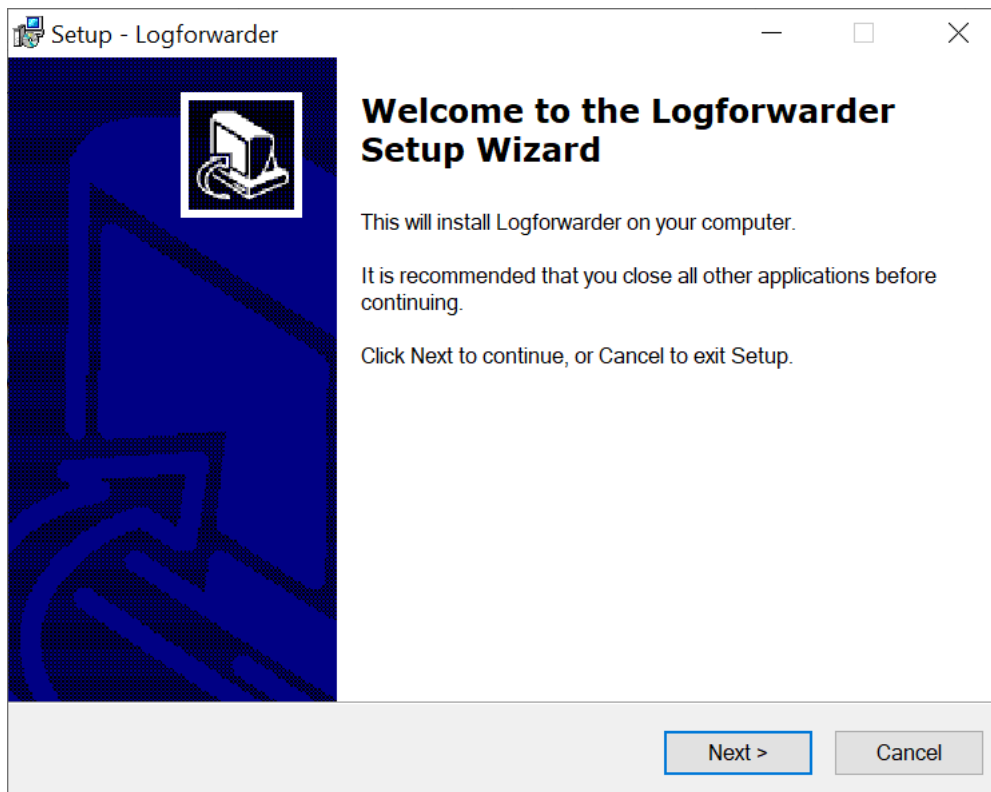 Setup - Logforwarder
Welcome to the Logforwarder
Setup Wizard
This will install Logforwarder on your computer.
It is recommended that you close all other applications before
continuing.
Click Next to continue, or Cancel to exit Setup.
Next >
Cancel